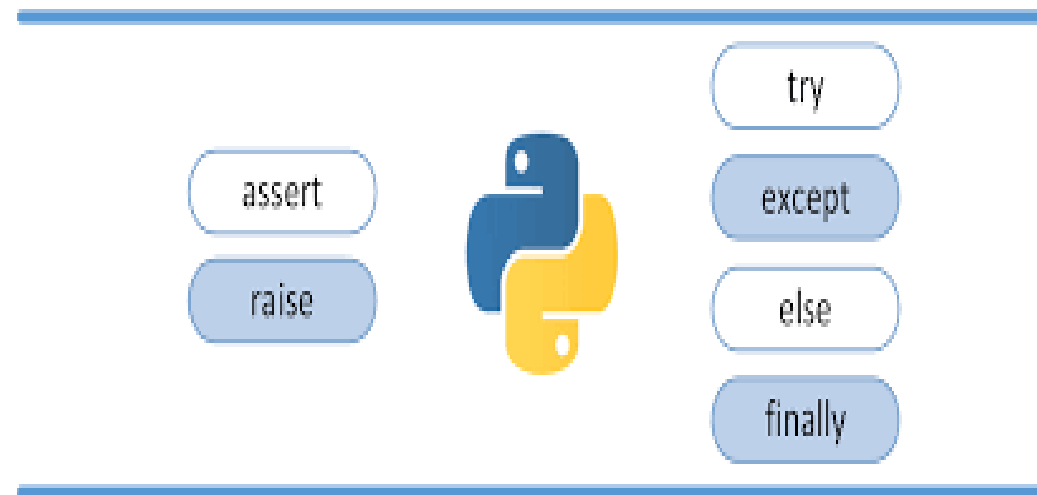 assert
raise
try
except
else
finally